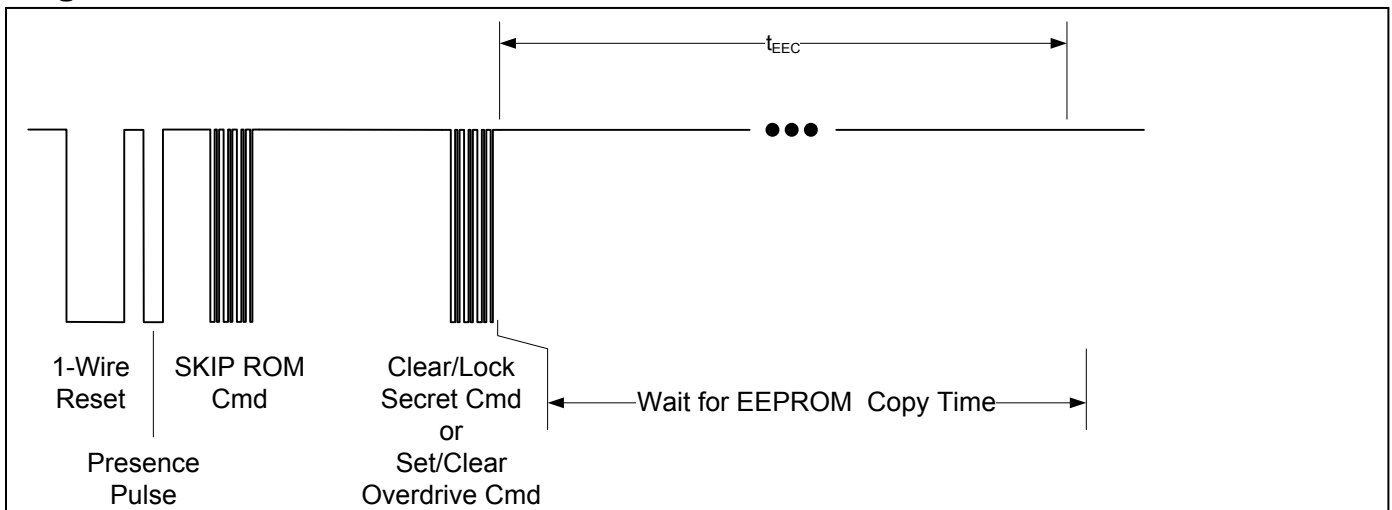 tEEC
1-Wire
Reset
Presence
Pulse
SKIP ROM
Cmd
Clear/Lock
Secret Cmd
or
Set/Clear
Overdrive Cmd
Wait for EEPROM Copy Time